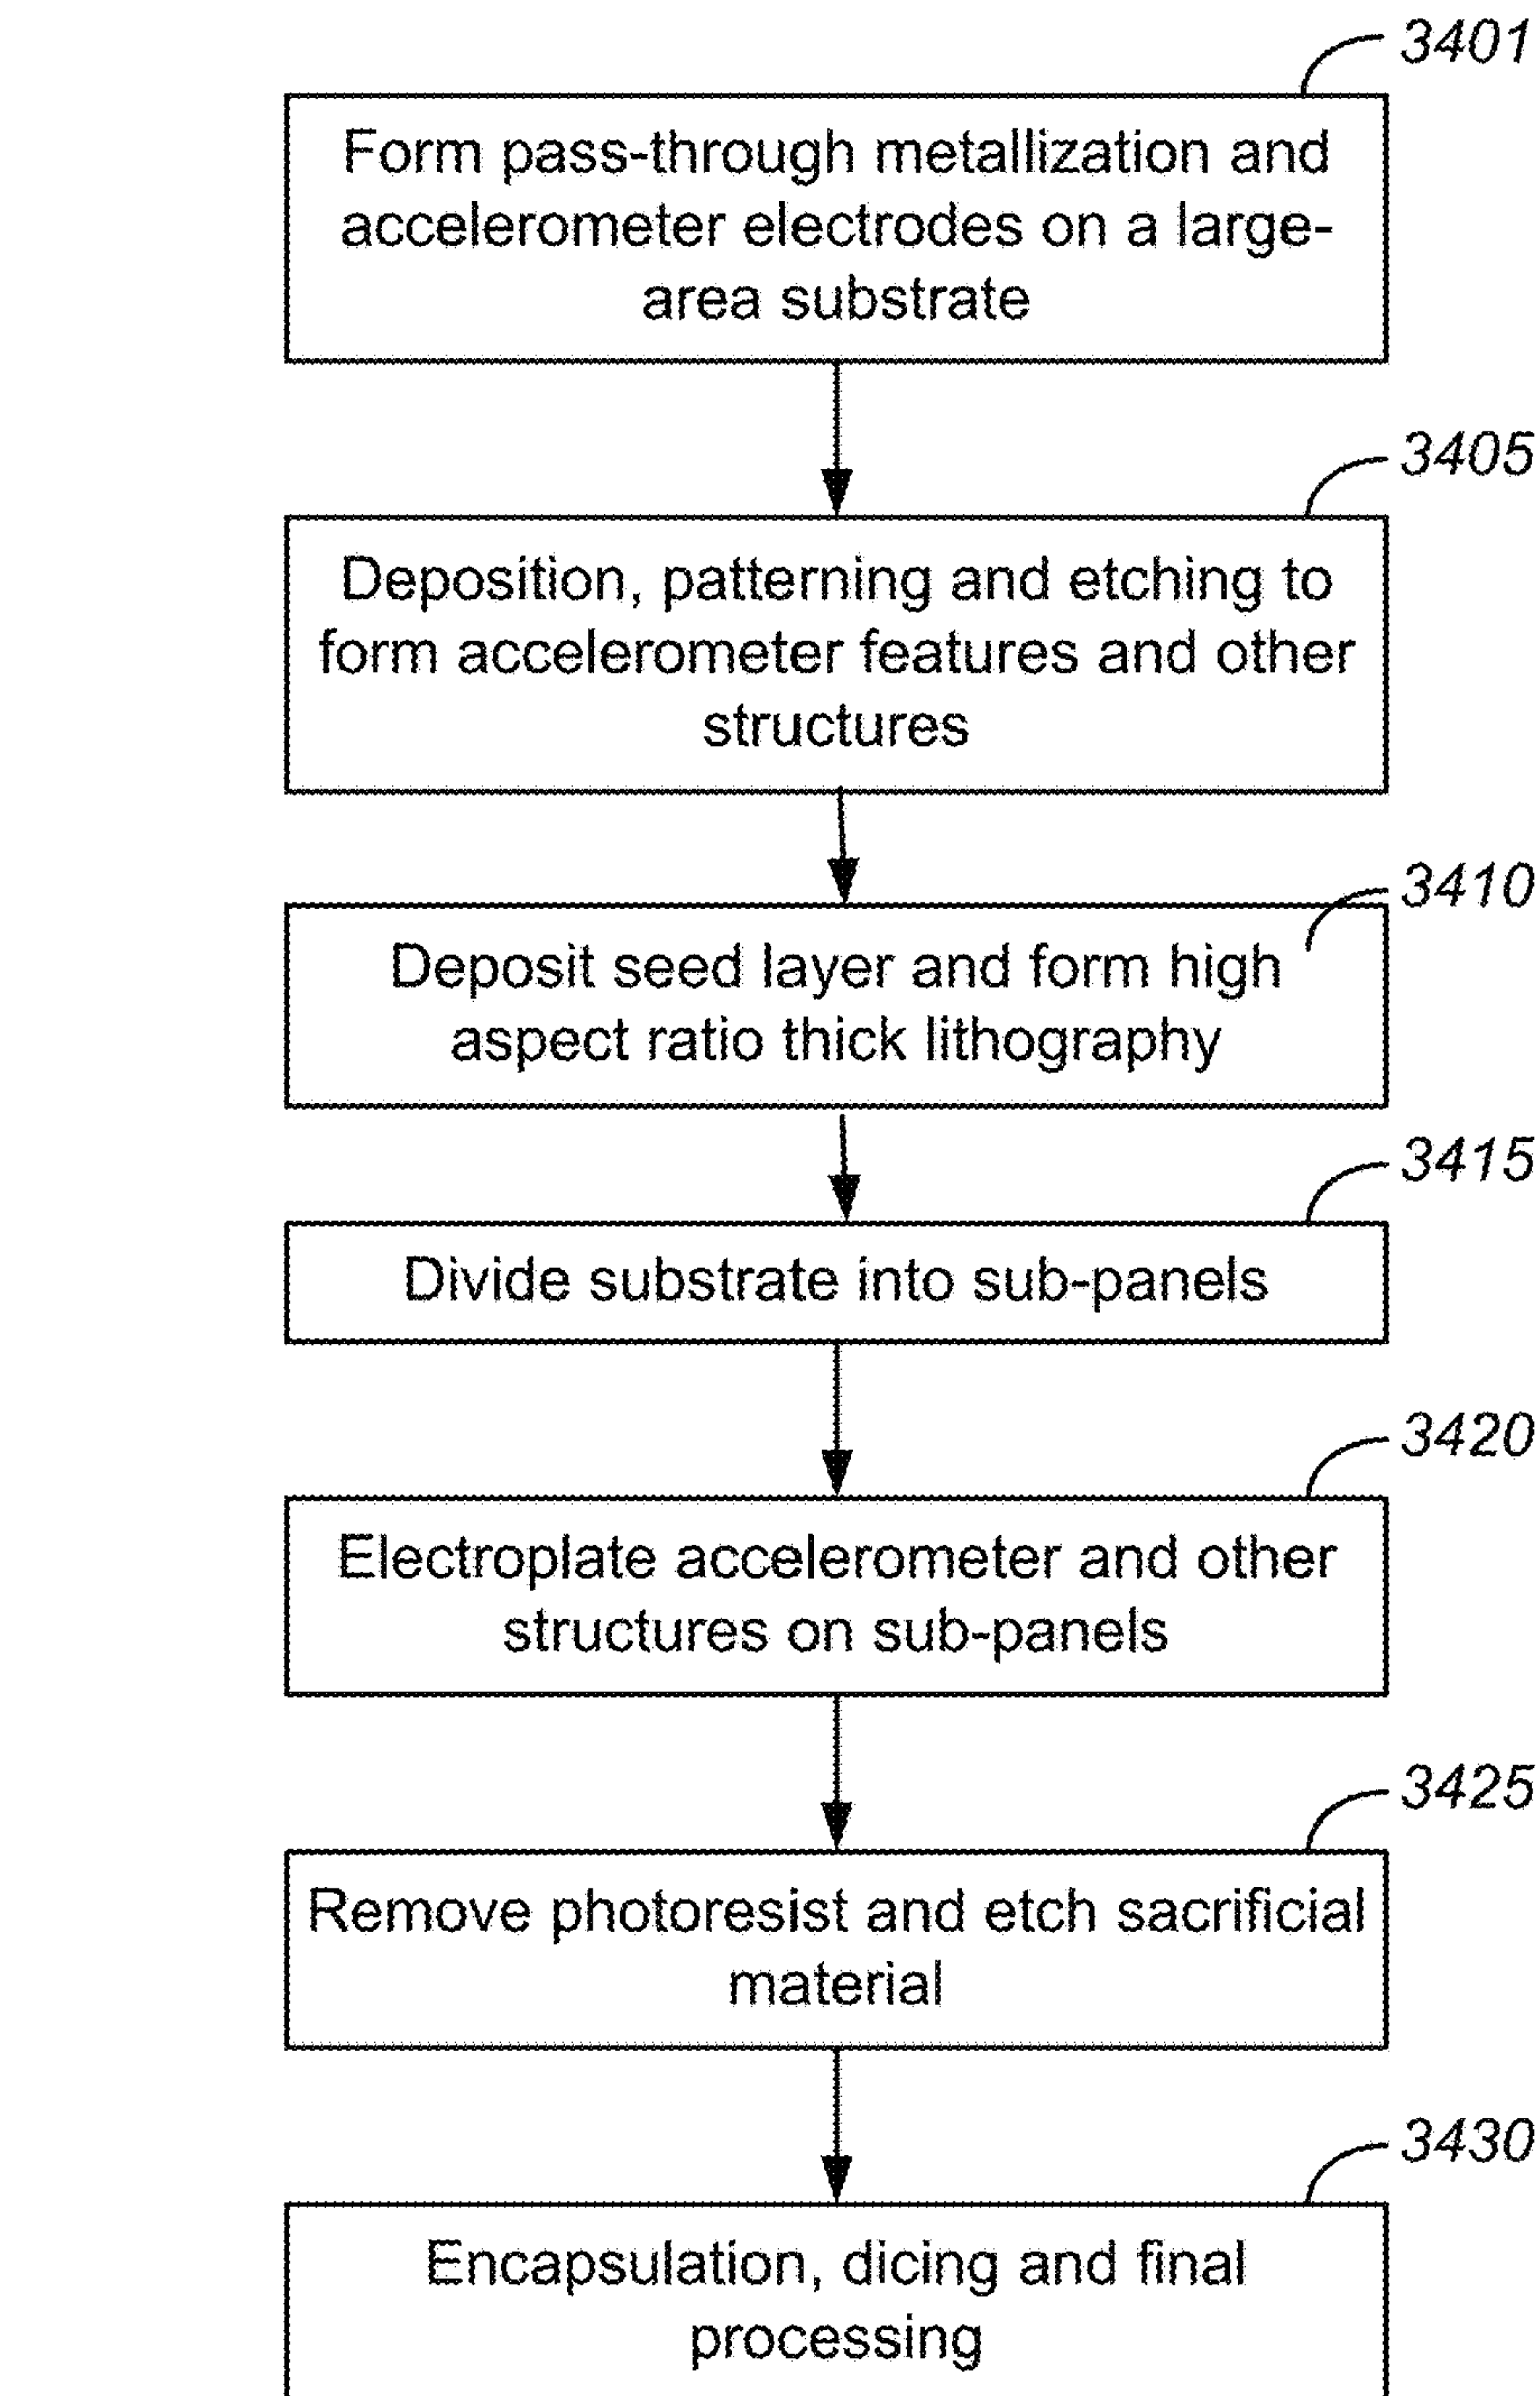 3401
Form pass-through metallization and
accelerometer electrodes on a large-
area substrate
3405
Deposition, patterning and etching to
form accelerometer features and other
structures
3410
Deposit seed layer and form high
aspect ratio thick lithography
3415
Divide substrate into sub-panels
3420
Electroplate accelerometer and other
structures on sub-panels
3425
Remove photoresist and etch sacrificial
material
3430
Encapsulation, dicing and final
processing